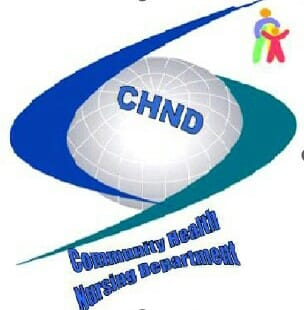 CHND
Community Health
Nursing Department